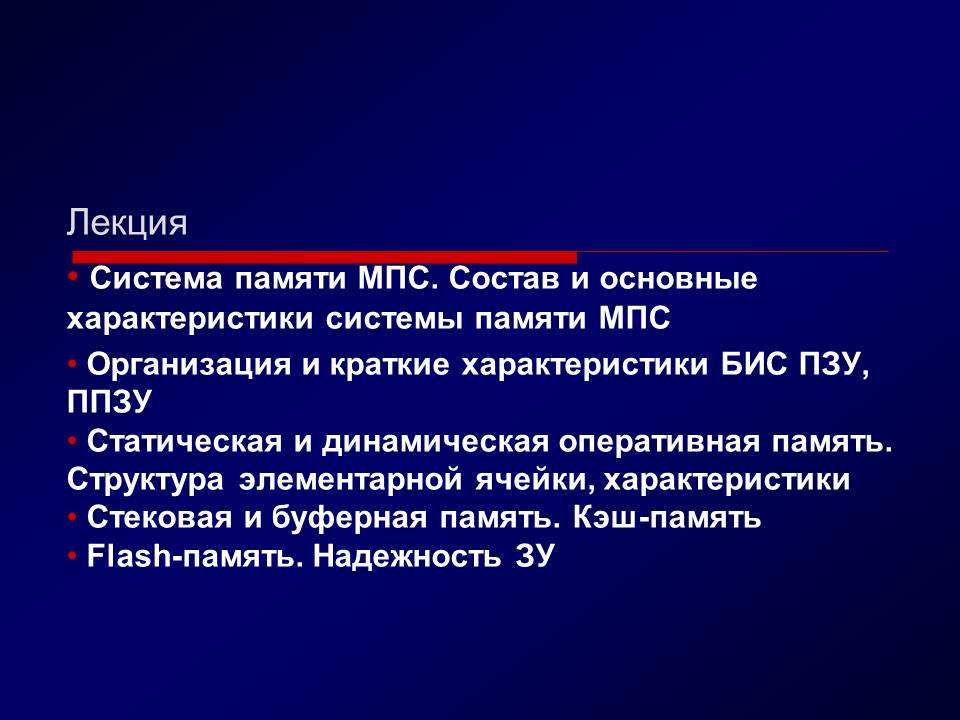 Лекция
• Система памяти МПС. Состав и основные
характеристики системы памяти МПС
• Организация и краткие характеристики БИС ПЗУ,
ППЗУ
• Статическая и динамическая оперативная память.
Структура элементарной ячейки, характеристики
• Стековая и буферная память. Кэш-память
• Flash-память. Надежность ЗУ